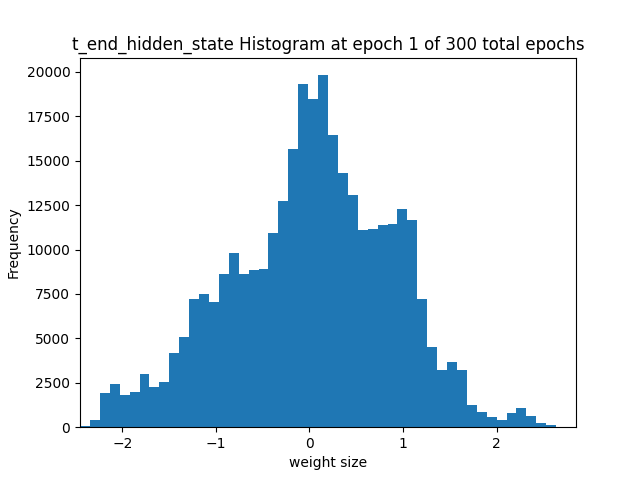 t_end_hidden_state Histogram at epoch 1 of 300 total epochs
Frequency
20000
17500
15000
12500
10000
7500
5000
2500
0
−2 −1 0 1 2
weight size